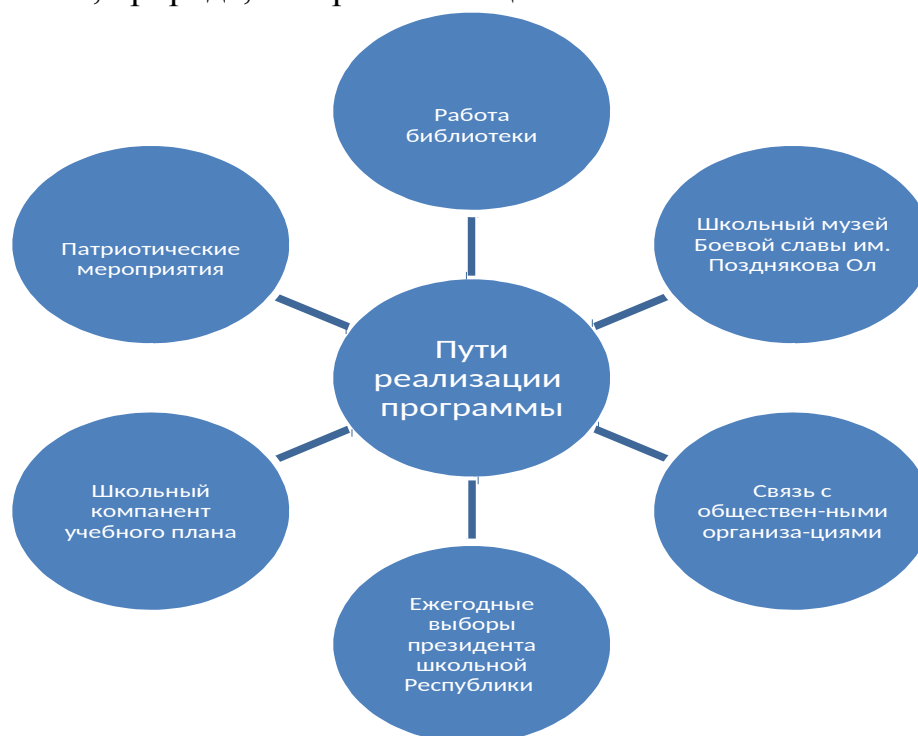 Работа
библиотеки
Школьный музей
Боевой славы им.
Позднякова Ол
Связь с
обществен-ными
организа-циями
Ежегодные
выборы
президента
школьной
Республики
Школьный
компанент
учебного плана
Патриотические
мероприятия
Пути
реализации
программы